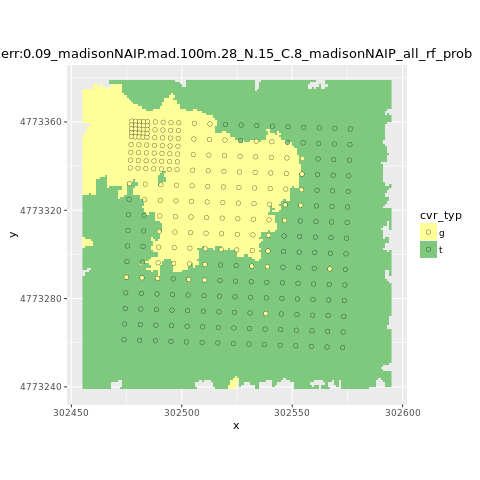 err:0.09_madisonNAIP.mad.100m.28_N.15_C.8_madisonNAIP_all_rf_prob
4773360
4773320
4773280
4773240
y
302450 302500 302550 302600
x
cvr_typ
g
t